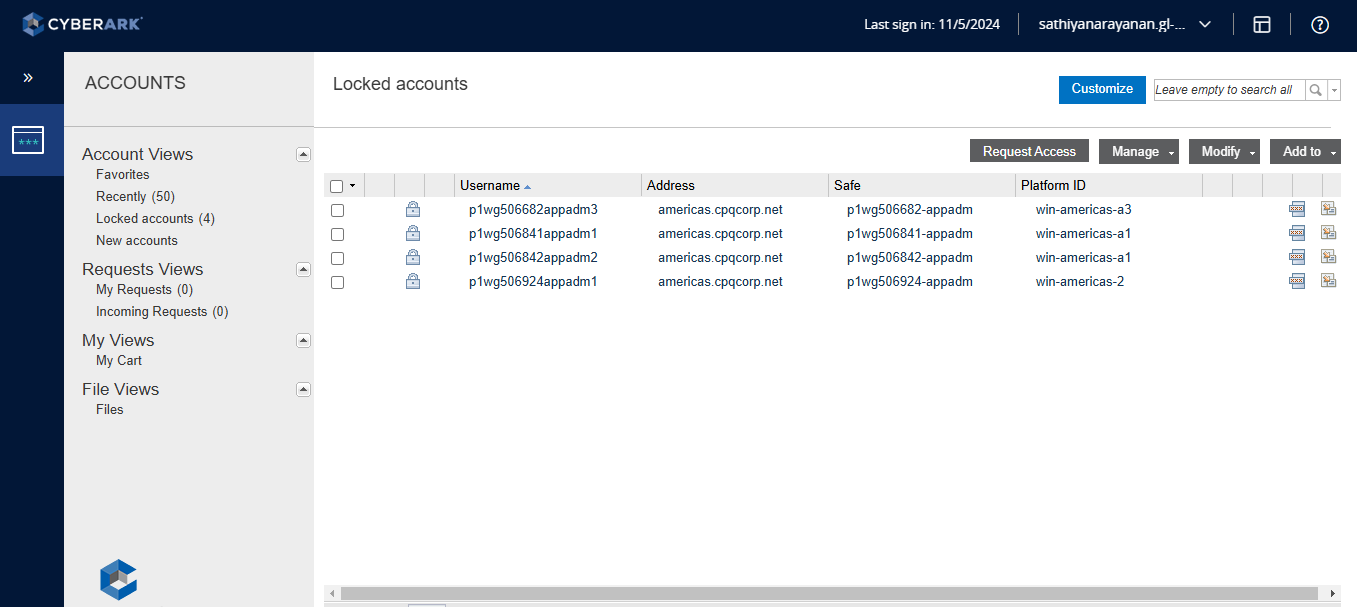 CYBERARK
Last sign in: 11/5/2024
sathiyanarayanan.gl-...
»
ACCOUNTS
Locked accounts
Customize
Leave empty to search all
***
Account Views
Favorites
Recently (50)
Locked accounts (4)
New accounts
Requests Views
My Requests (0)
Incoming Requests (0)
My Views
My Cart
File Views
Files
Request Access
Manage
Modify
Add to
Username Address Safe Platform ID
p1wg506682appadm3 americas.cpqcorp.net p1wg506682-appadm win-americas-a3
p1wg506841appadm1 americas.cpqcorp.net p1wg506841-appadm win-americas-a1
p1wg506842appadm2 americas.cpqcorp.net p1wg506842-appadm win-americas-a1
p1wg506924appadm1 americas.cpqcorp.net p1wg506924-appadm win-americas-2